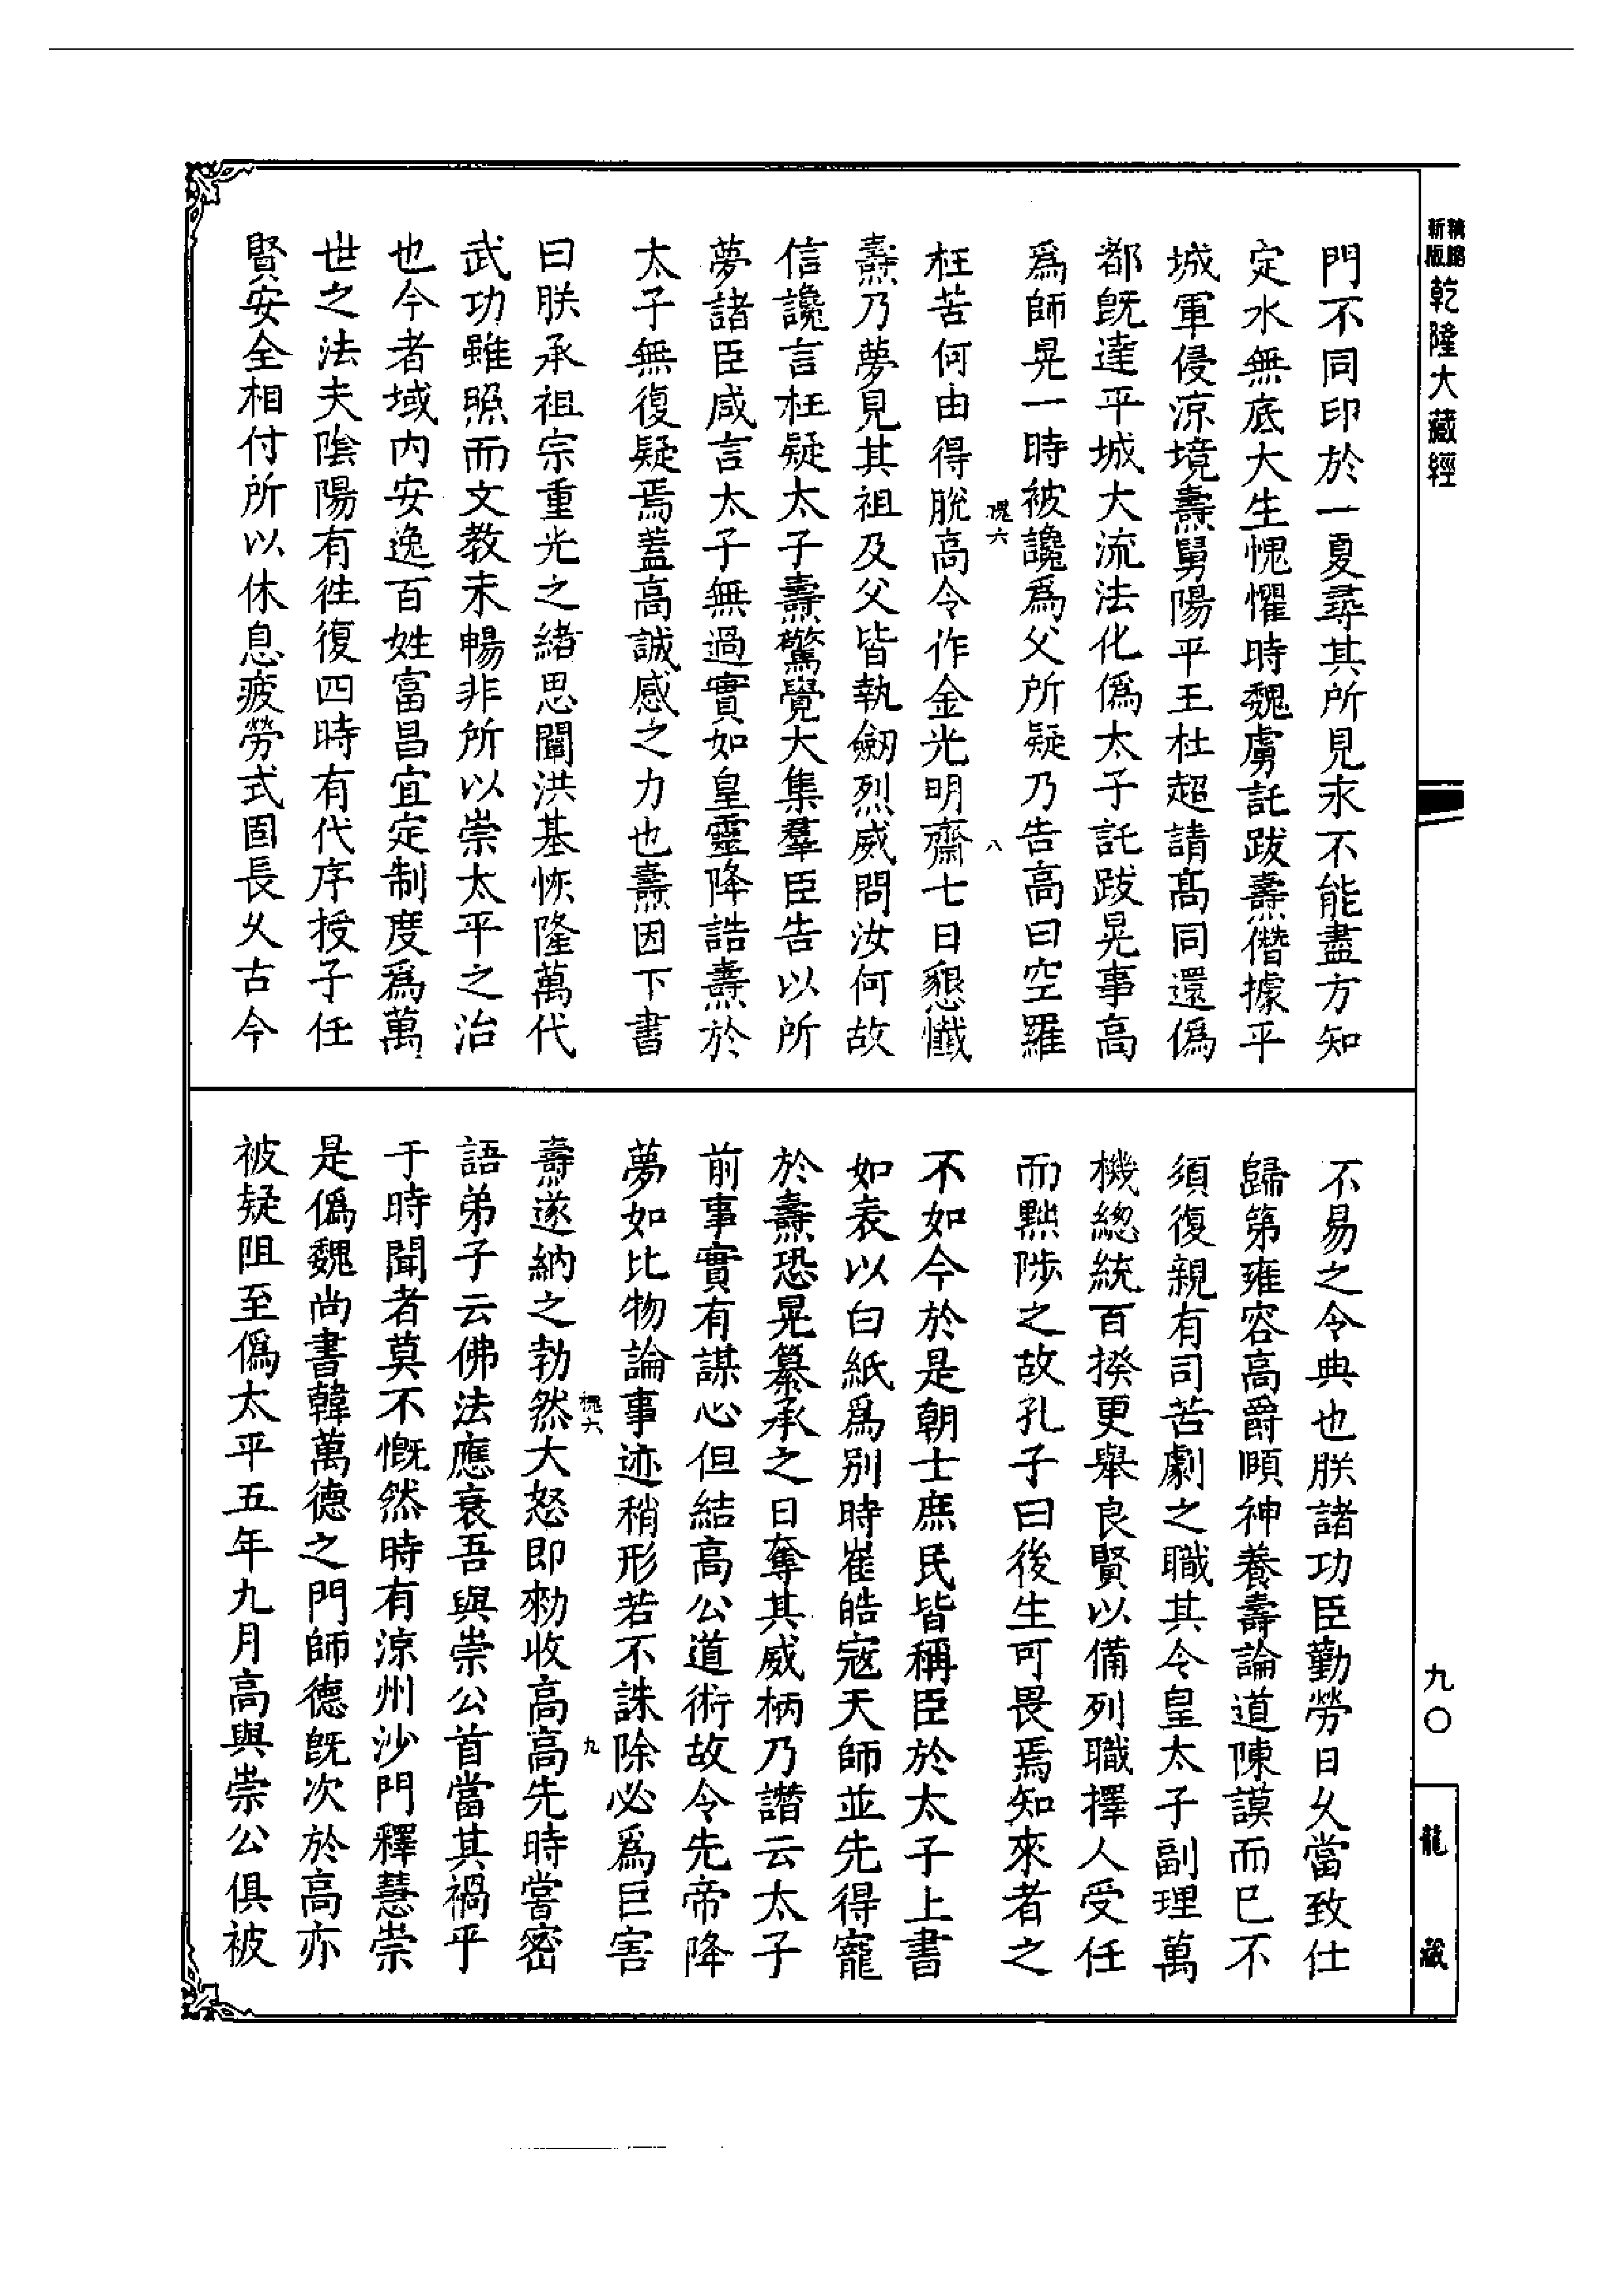 新編縮版
乾隆大藏經
門不同印於一夏尋其所見永不能盡方知
定水無底大生愧懼時魏虜託跋燾僭據平
城軍侵涼境燾舅陽平王杜超請高同還僞
都旣達平城大流法化僞太子託跋晃事高
爲師晃一時被讒爲父所疑乃告高曰空羅
槐六
八
枉苦何由得脫高令作金光明齋七日懇懺
燾乃夢見其祖及父皆執劒烈威問汝何故
信讒言枉疑太子燾驚覺大集羣臣告以所
夢諸臣咸言太子無過實如皇靈降誥燾於
太子無復疑焉蓋高誠感之力也燾因下書
曰朕承祖宗重光之緒思闡洪基恢隆萬代
武功雖照而文教未暢非所以崇太平之治
也今者域內安逸百姓富昌宜定制度爲萬
世之法夫陰陽有徃復四時有代序授子任
賢安全相付所以休息疲勞式固長乆古今
不易之令典也朕諸功臣勤勞日乆當致仕
歸第雍容高爵頤神養壽論道陳謨而已不
須復親有司苦劇之職其令皇太子副理萬
機總統百揆更舉良賢以備列職擇人受任
而黜陟之故孔子曰後生可畏焉知來者之
不如今於是朝士庶民皆稱臣於太子上書
如表以白紙爲別時崔皓寇天師並先得寵
於燾恐晃纂承之日奪其威柄乃譖云太子
前事實有謀心但結高公道術故令先帝降
夢如比物論事迹稍形若不誅除必爲巨害
槐六
九
燾遂納之勃然大怒即勑收高高先時嘗密
語弟子云佛法應衰吾與崇公首當其禍乎
于時聞者莫不慨然時有涼州沙門釋慧崇
是僞魏尚書韓萬德之門師德旣次於高亦
被疑阻至僞太平五年九月高與崇公俱被
九〇
龍藏